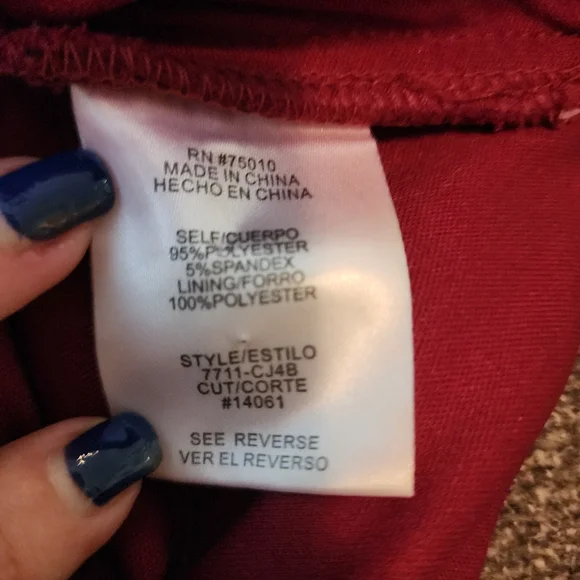 RN #75010
MADE IN CHINA
HECHO EN CHINA
SELF/CUERPO
95%POLYESTER
5%SPANDEX
LINING/FORRO
100%POLYESTER
STYLE/ESTILO
7711-CJ4B
CUT/CORTE
#14061
SEE REVERSE
VER EL REVERSO